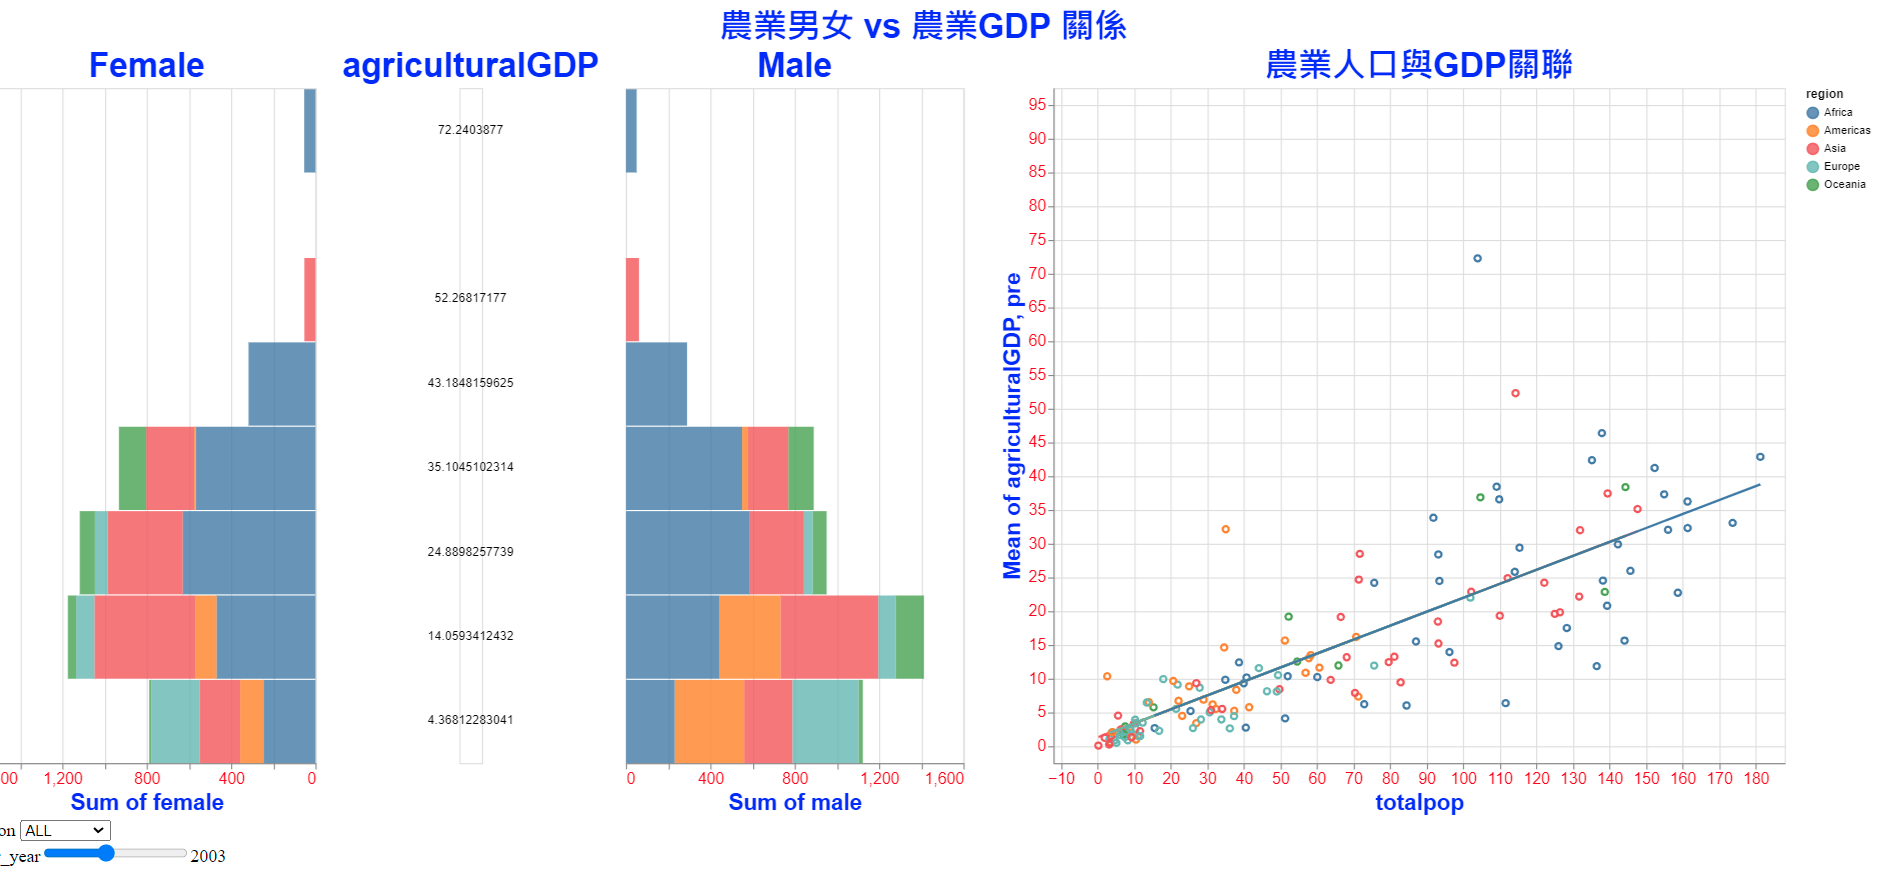 農業男女 vs 農業GDP 關係
Female
agriculturalGDP
Male
農業人口與GDP關聯
72.2403877
52.26817177
43.1848159625
35.1045102314
24.8898257739
14.0593412432
4.36812283041
00 1,200 800 400 0
Sum of female
0 400 800 1,200 1,600
Sum of male
Mean of agriculturalGDP, pre
95
90
85
80
75
70
65
60
55
50
45
40
35
30
25
20
15
10
5
0
−10 0 10 20 30 40 50 60 70 80 90 100 110 120 130 140 150 160 170 180
totalpop
region
Africa
Americas
Asia
Europe
Oceania
on ALL
_year 2003